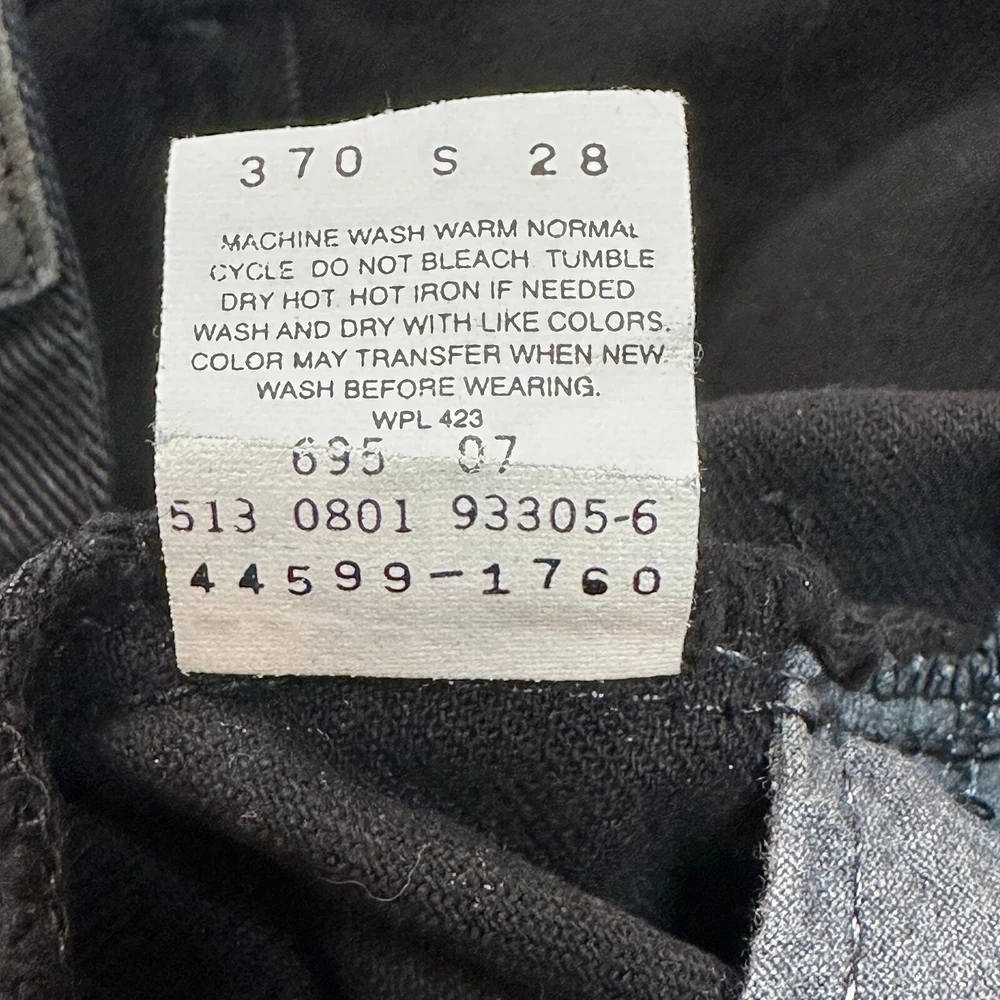 370 S 28
MACHINE WASH WARM NORMAL
CYCLE DO NOT BLEACH. TUMBLE
DRY HOT. HOT IRON IF NEEDED
WASH AND DRY WITH LIKE COLORS.
COLOR MAY TRANSFER WHEN NEW.
WASH BEFORE WEARING.
WPL 423
695 07
513 0801 93305-6
44599-1760